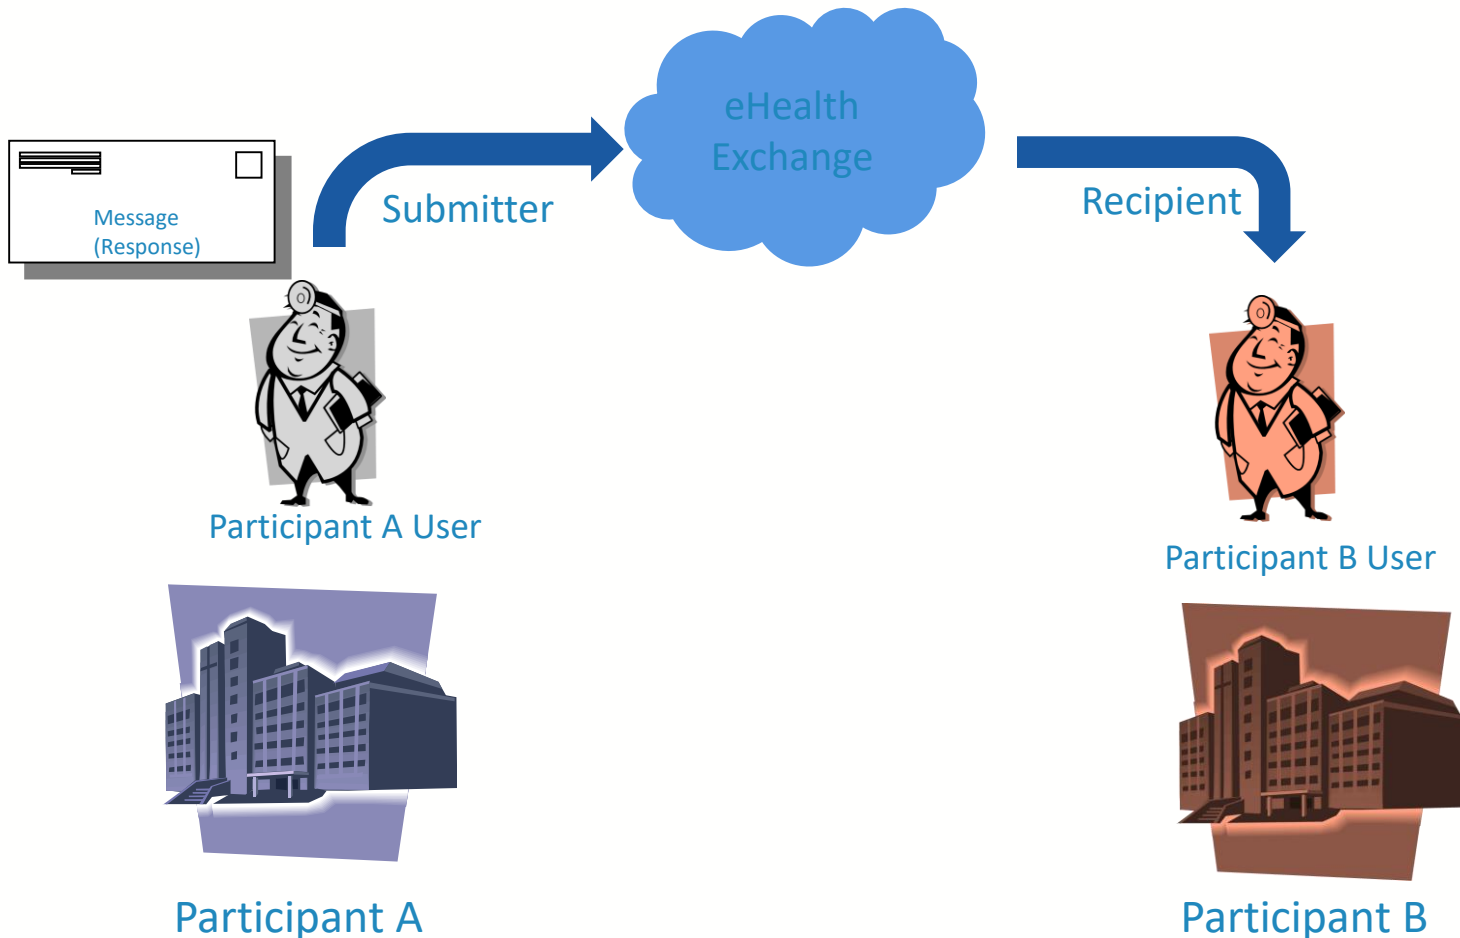 eHealth
Exchange
Message
(Response)
Submitter
Recipient
Participant A User
Participant B User
Participant A
Participant B